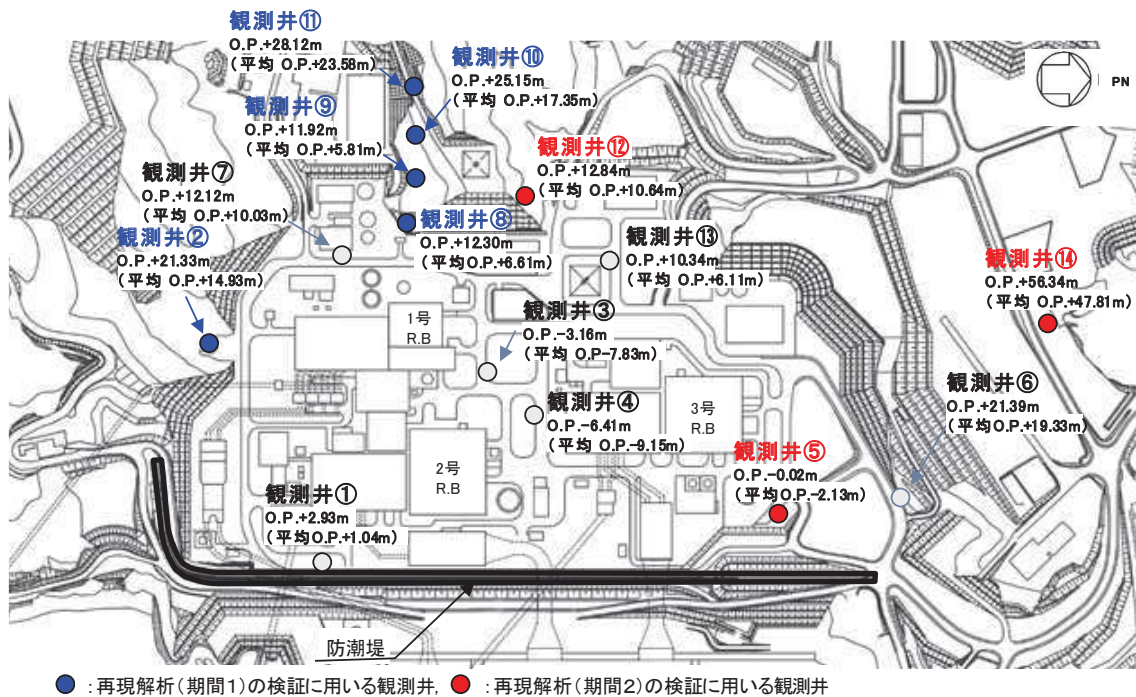 観測井⑪
O.P.+28.12m
(平均 O.P.+23.58m)
観測井⑩
O.P.+25.15m
(平均 O.P.+17.35m)
PN
観測井⑨
O.P.+11.92m
(平均 O.P.+5.81m)
観測井⑫
O.P.+12.84m
(平均 O.P.+10.64m)
観測井⑦
O.P.+12.12m
(平均 O.P.+10.03m)
観測井⑧
O.P.+12.30m
(平均O.P.+6.61m)
観測井②
O.P.+21.33m
(平均 O.P.+14.93m)
観測井⑬
O.P.+10.34m
(平均 O.P.+6.11m)
観測井⑭
O.P.+56.34m
(平均 O.P.+47.81m)
1号
R.B
観測井③
O.P.-3.16m
(平均 O.P-7.83m)
観測井⑥
O.P.+21.39m
(平均O.P.+19.33m)
観測井④
O.P.-6.41m
(平均 O.P.-9.15m)
3号
R.B
観測井⑤
O.P.-0.02m
(平均O.P.-2.13m)
2号
R.B
観測井①
O.P.+2.93m
(平均O.P.+1.04m)
防潮堤
:再現解析(期間1)の検証に用いる観測井, :再現解析(期間2)の検証に用いる観測井